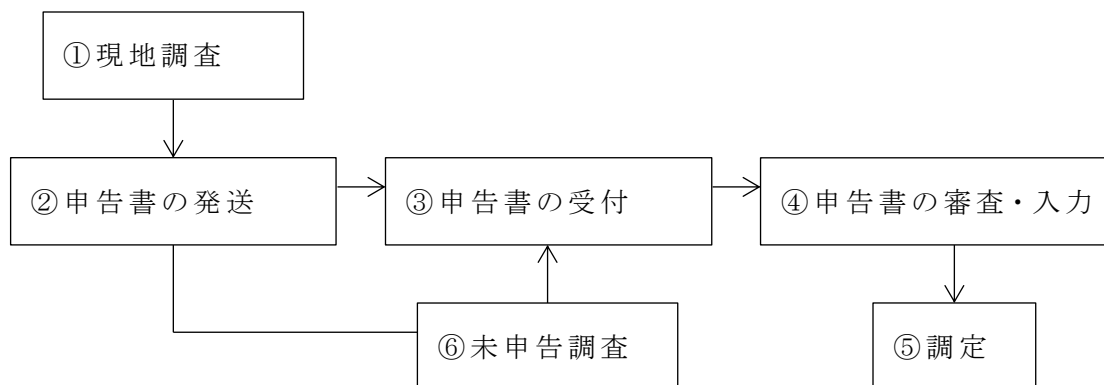 ①現地調査
②申告書の発送
③申告書の受付
④申告書の審査・入力
⑥未申告調査
⑤調定